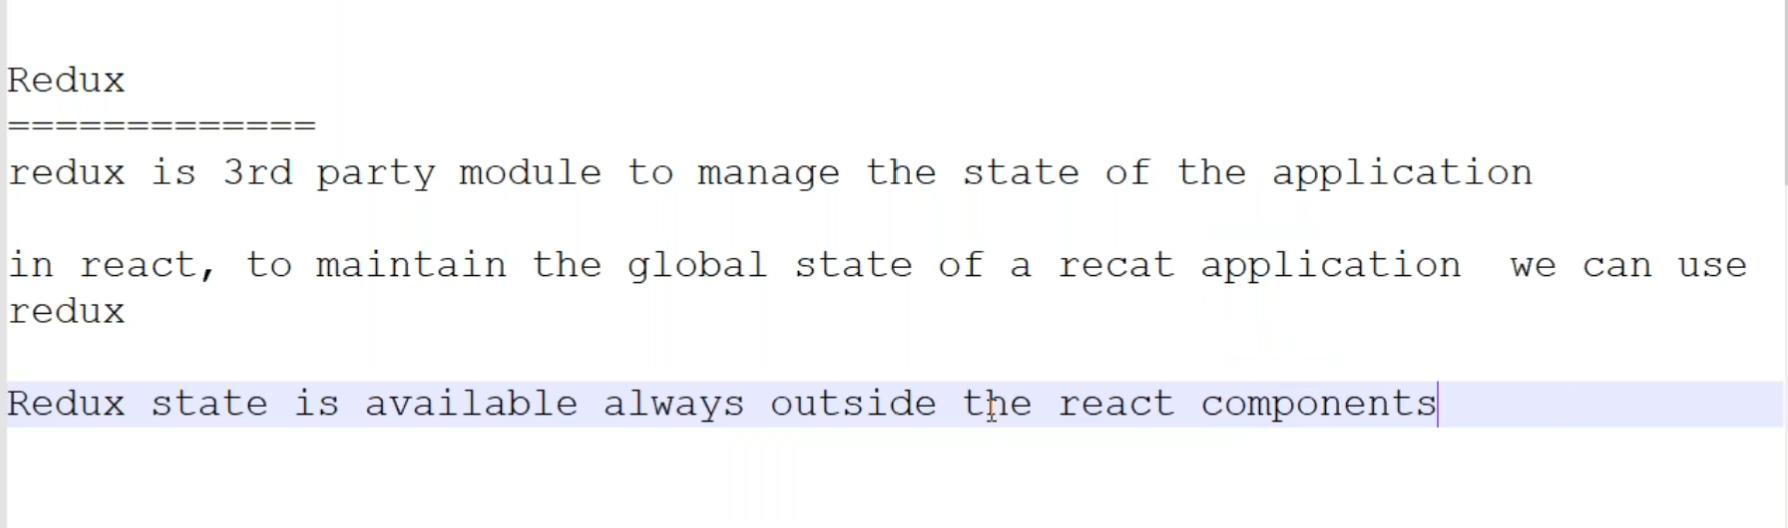 Redux
=============
redux is 3rd party module to manage the state of the application
in react, to maintain the global state of a recat application  we can use
redux
Redux state is available always outside the react components